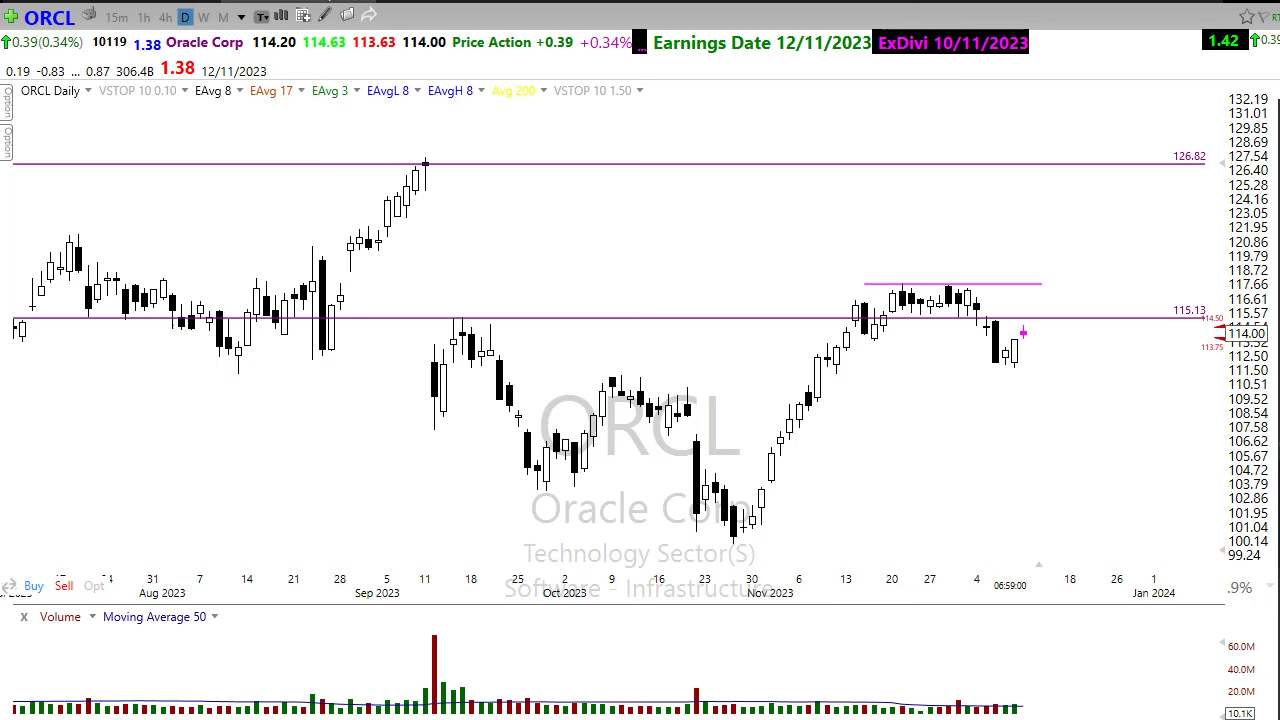 ORCL 15m 1h 4h D W M T
0.39(0.34%) 10119 1.38 Oracle Corp 114.20 114.63 113.63 114.00 Price Action +0.39 +0.34% ... Earnings Date 12/11/2023 ExDivi 10/11/2023 1.42
0.19 -0.83 ... 0.87 306.4B 1.38 12/11/2023
ORCL Daily VSTOP 10 0.10 EAvg 8 EAvg 17 EAvg 3 EAvgL 8 EAvgH 8 Avg 200 VSTOP 10 1.50
Option
Option
132.19
131.01
129.85
128.69
126.82
127.54
126.40
125.28
124.16
123.05
121.95
120.86
119.79
118.72
117.66
116.61
115.13
115.57
114.50
114.00
113.75
112.50
111.50
110.51
109.52
108.54
107.58
106.62
105.67
104.72
103.79
102.86
101.95
101.04
100.14
99.24
ORCL
Oracle Corp
Technology Sector(S)
Software - Infrastructure
31 7 14 21 28 5 11 18 25 2 9 16 23 30 6 13 20 27 4 06:59:00 18 26 1
Aug 2023 Sep 2023 Oct 2023 Nov 2023 Jan 2024
Buy Sell Opt .9%
X Volume Moving Average 50
60.0M
40.0M
20.0M
10.1K